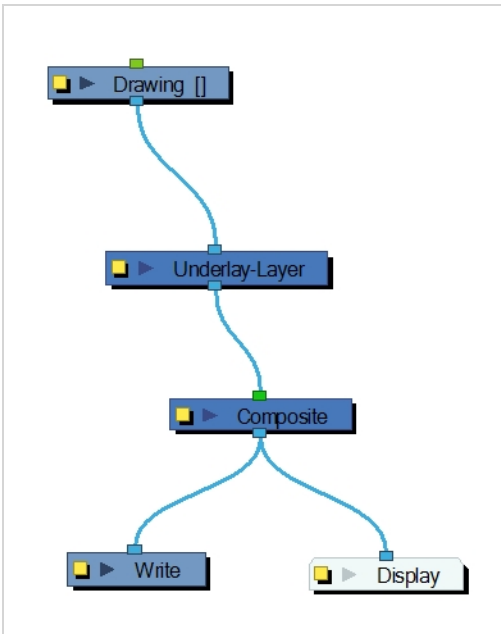 Drawing []
Underlay-Layer
Composite
Write
Display